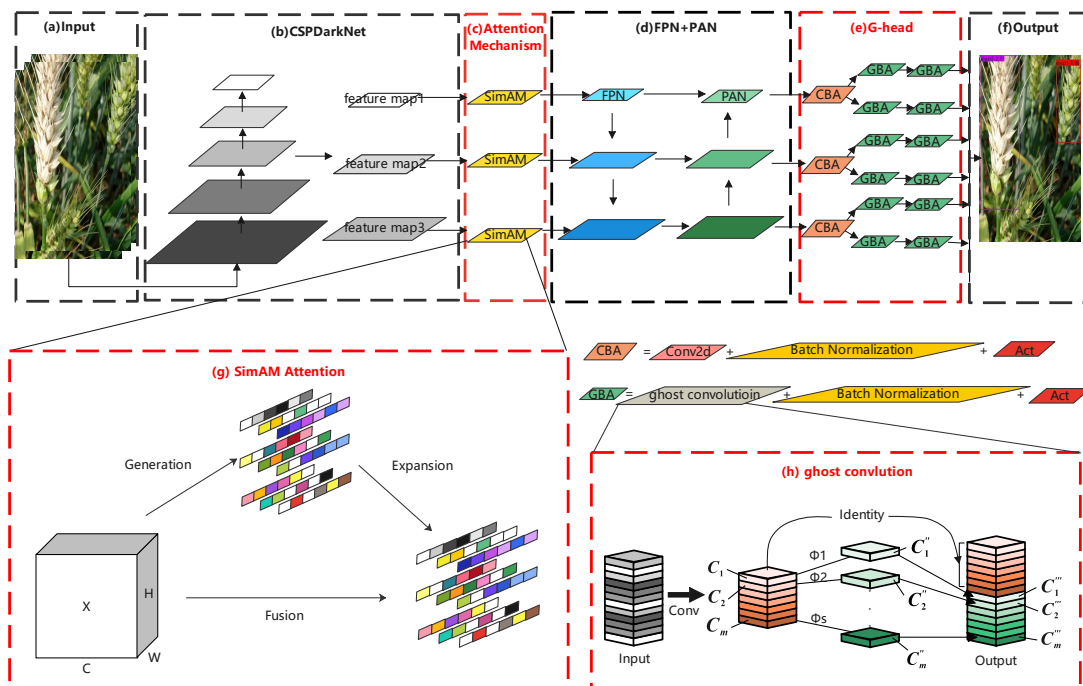 (a)Input
(b)CSPDarkNet
(c)Attention
Mechanism
(d)FPN+PAN
(e)G-head
(f)Output
feature map1
feature map2
feature map3
SimAM
SimAM
SimAM
FPN
PAN
CBA
CBA
CBA
GBA
GBA
GBA
GBA
GBA
GBA
GBA
GBA
GBA
GBA
GBA
GBA
CBA = Conv2d + Batch Normalization + Act
GBA = ghost convolutioin + Batch Normalization + Act
(g) SimAM Attention
Generation
Expansion
Fusion
X
H
W
C
(h) ghost convlution
Identity
Input
Conv
C₁
C₂
Cₘ
Φ1
Φ2
Φs
C₁″
C₂″
Cₘ″
C₁‴
C₂‴
Cₘ‴
Output